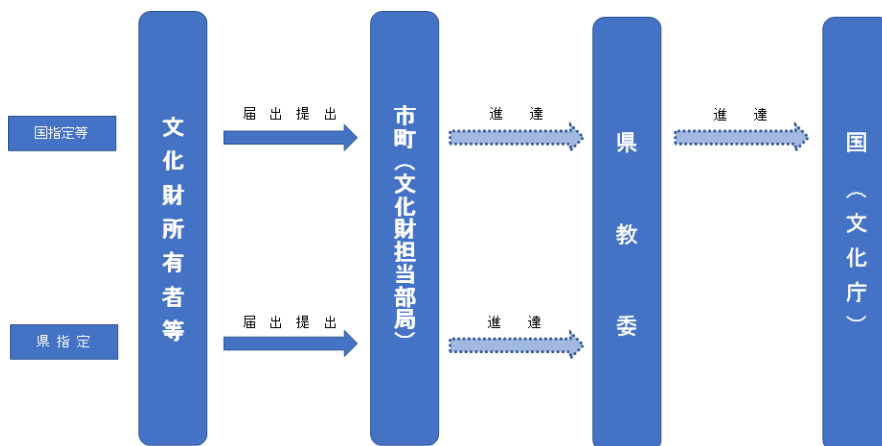 国指定等
文化財所有者等
届出提出
市町（文化財担当部局）
進達
県教委
進達
国（文化庁）
県指定
届出提出
進達